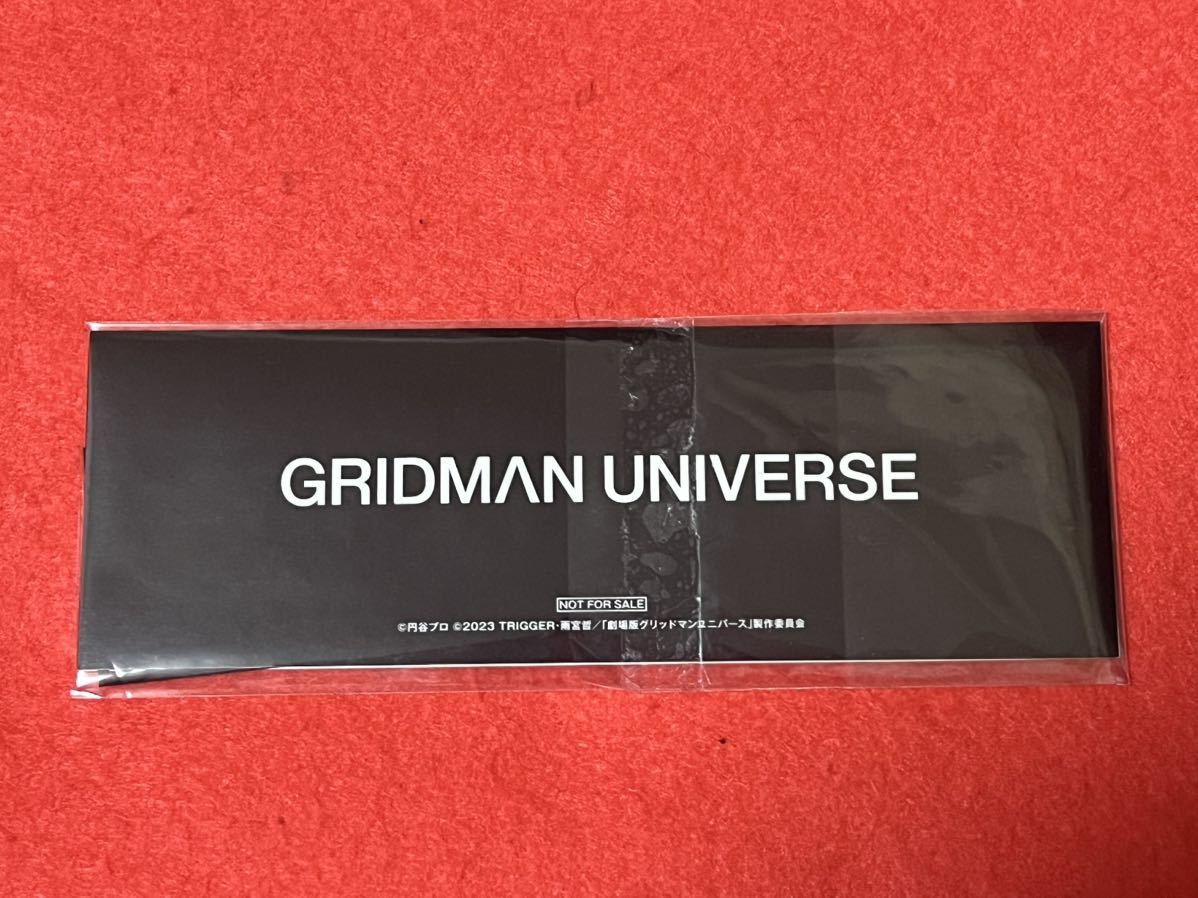 GRIDMΛN UNIVERSE
NOT FOR SALE
©円谷プロ ©2023 TRIGGER・雨宮哲／「劇場版グリッドマンユニバース」製作委員会